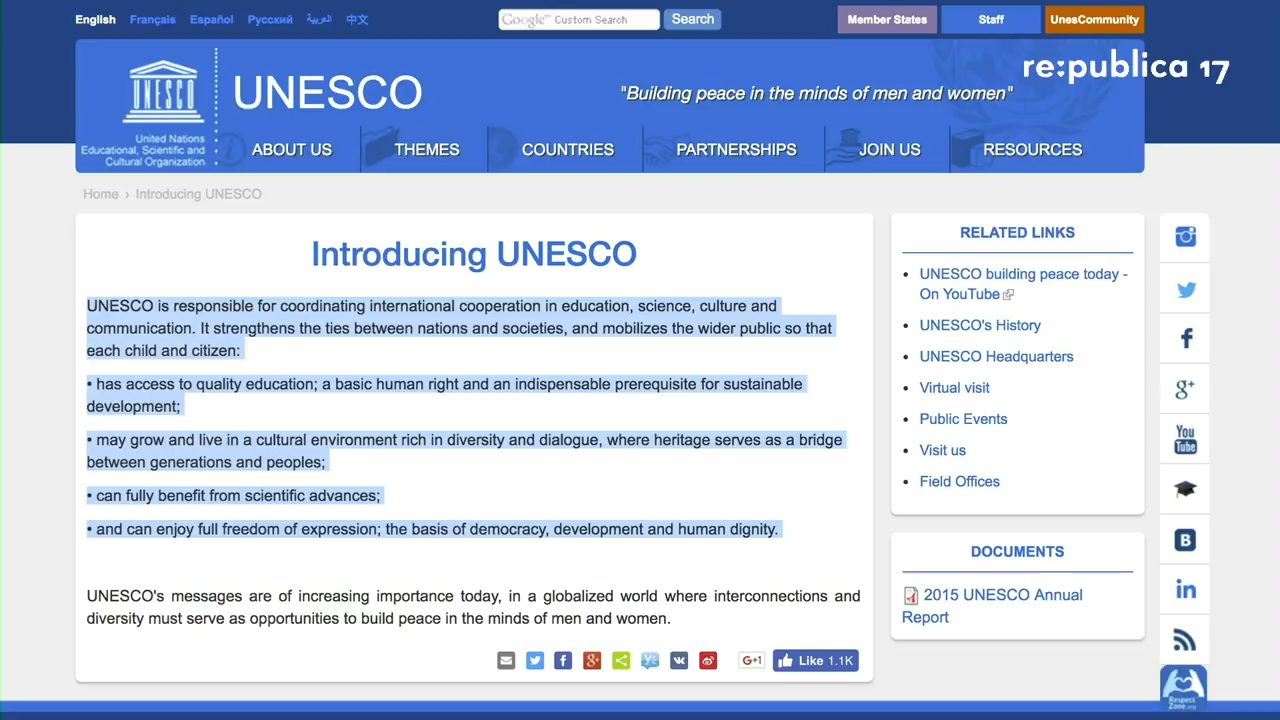 English Français Español Русский العربية 中文
Google™ Custom Search
Search
Member States
Staff
UnesCommunity
re:publica 17
UNESCO
United Nations
Educational, Scientific and
Cultural Organization
UNESCO
"Building peace in the minds of men and women"
ABOUT US
THEMES
COUNTRIES
PARTNERSHIPS
JOIN US
RESOURCES
Home › Introducing UNESCO
Introducing UNESCO
UNESCO is responsible for coordinating international cooperation in education, science, culture and
communication. It strengthens the ties between nations and societies, and mobilizes the wider public so that
each child and citizen:
• has access to quality education; a basic human right and an indispensable prerequisite for sustainable
development;
• may grow and live in a cultural environment rich in diversity and dialogue, where heritage serves as a bridge
between generations and peoples;
• can fully benefit from scientific advances;
• and can enjoy full freedom of expression; the basis of democracy, development and human dignity.
UNESCO's messages are of increasing importance today, in a globalized world where interconnections and
diversity must serve as opportunities to build peace in the minds of men and women.
G+1
Like 1.1K
RELATED LINKS
• UNESCO building peace today -
On YouTube
• UNESCO's History
• UNESCO Headquarters
• Virtual visit
• Public Events
• Visit us
• Field Offices
DOCUMENTS
2015 UNESCO Annual
Report
g+
You
Tube
B
in
Respect
Zone.org